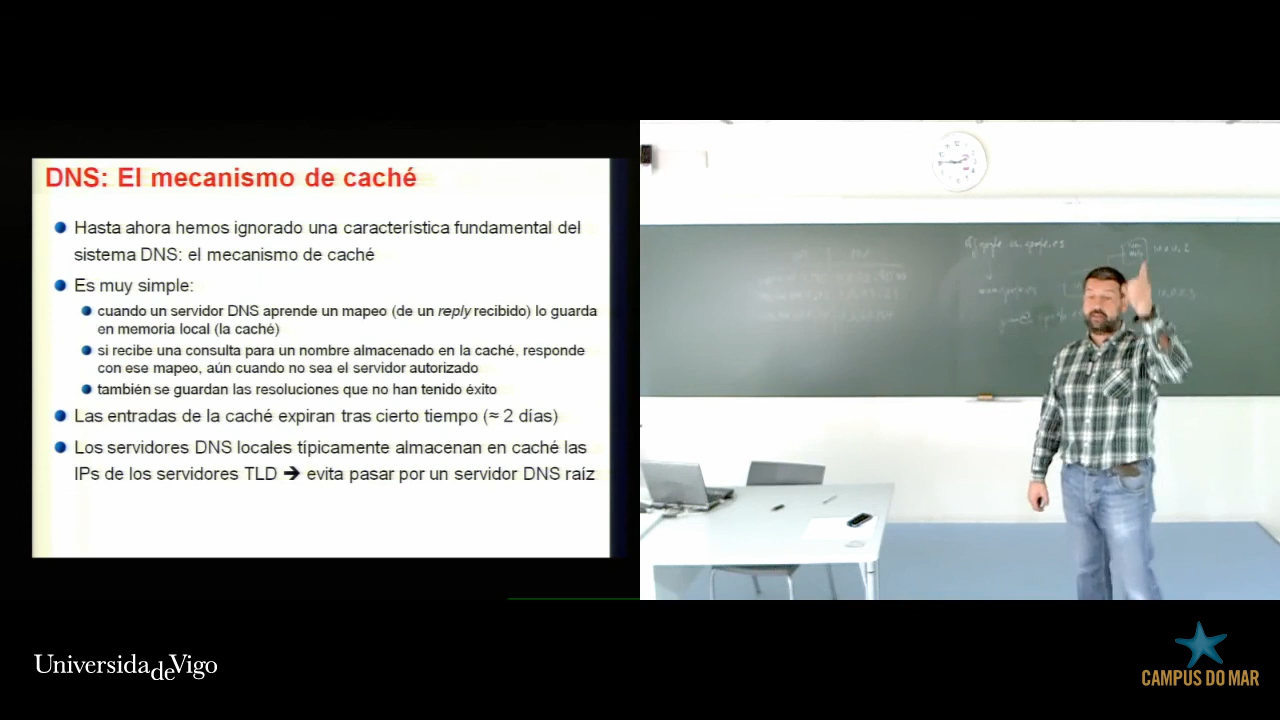 DNS: El mecanismo de caché
Hasta ahora hemos ignorado una característica fundamental del
sistema DNS: el mecanismo de caché
Es muy simple:
cuando un servidor DNS aprende un mapeo (de un reply recibido) lo guarda
en memoria local (la caché)
si recibe una consulta para un nombre almacenado en la caché, responde
con ese mapeo, aún cuando no sea el servidor autorizado
también se guardan las resoluciones que no han tenido éxito
Las entradas de la caché expiran tras cierto tiempo (≈ 2 días)
Los servidores DNS locales típicamente almacenan en caché las
IPs de los servidores TLD ➔ evita pasar por un servidor DNS raíz
UniversidadeVigo
CAMPUS DO MAR